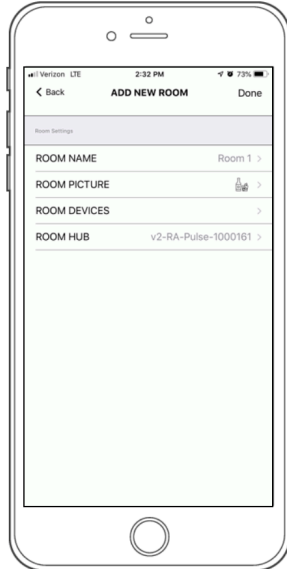 Verizon LTE 2:32 PM 73%
Back ADD NEW ROOM Done
Room Settings
ROOM NAME Room 1
ROOM PICTURE
ROOM DEVICES
ROOM HUB v2-RA-Pulse-1000161